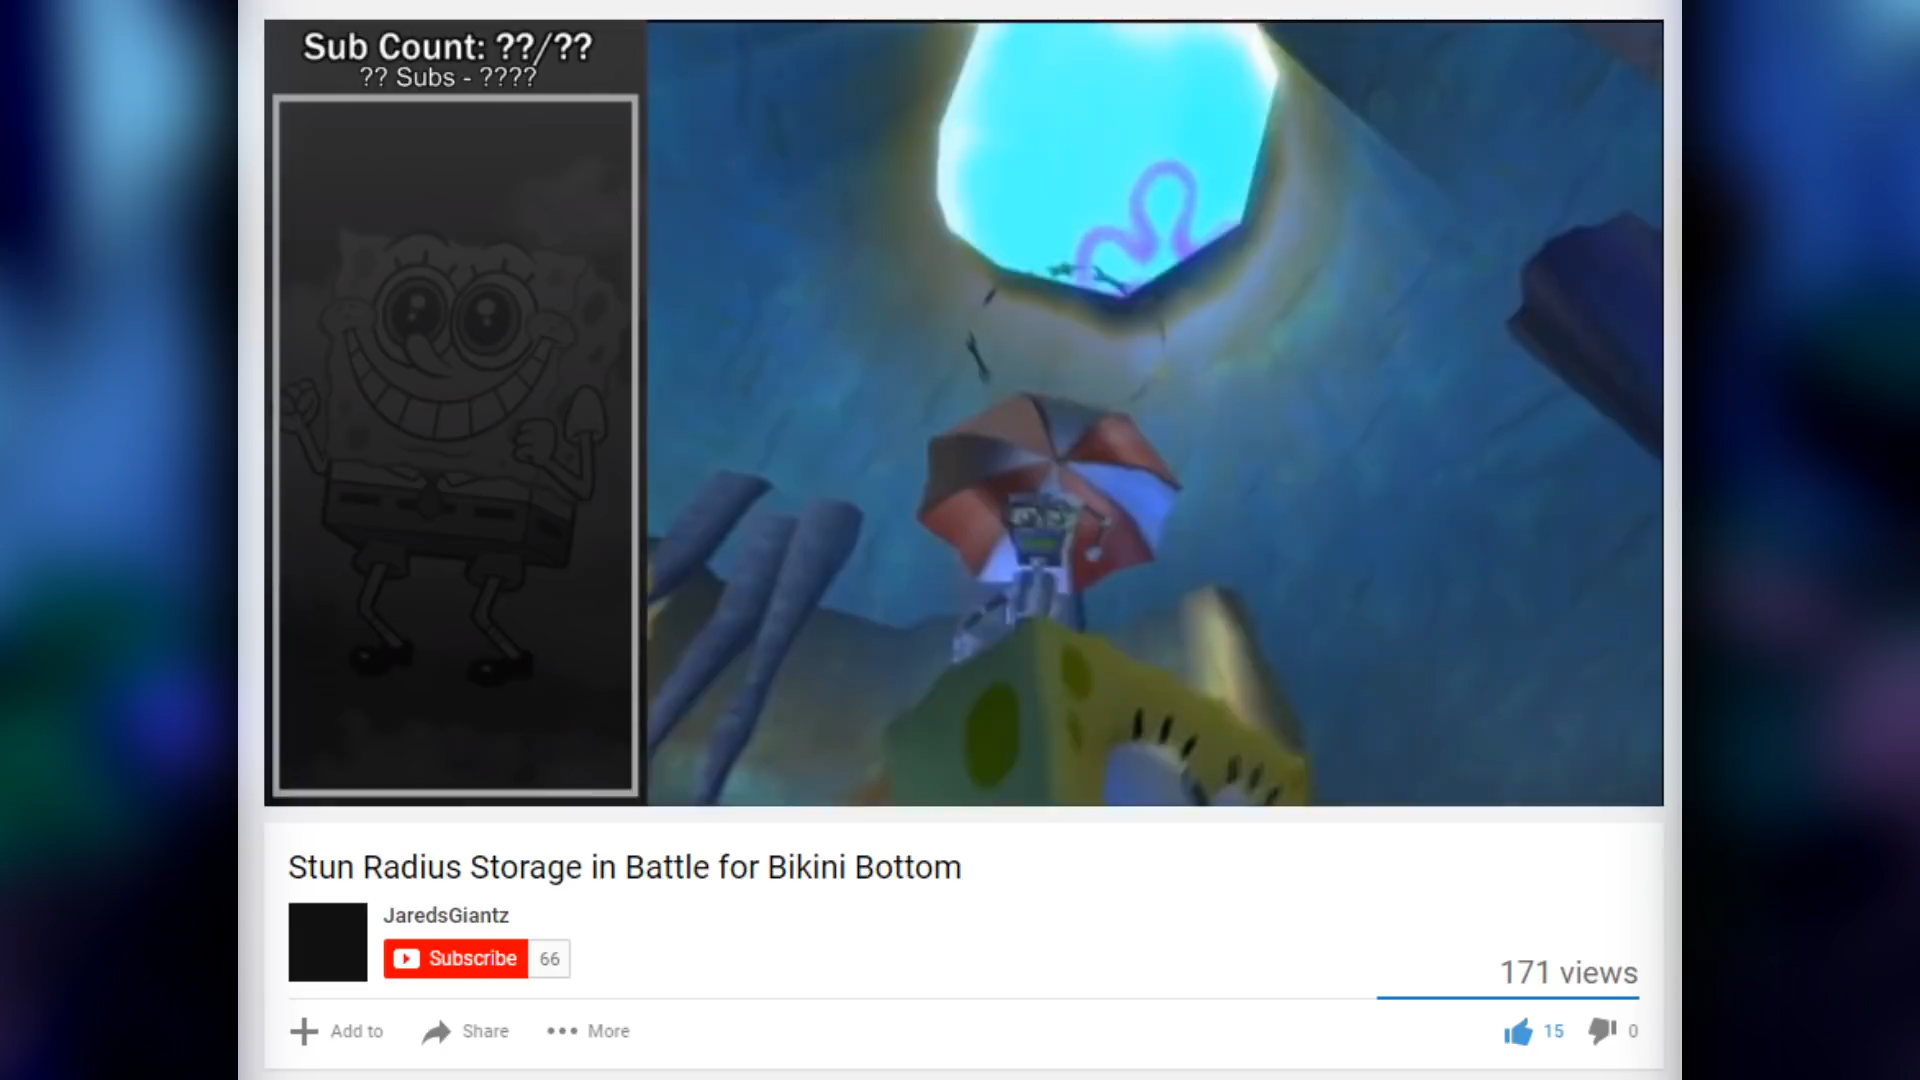 Sub Count: ??/??
?? Subs - ????
Stun Radius Storage in Battle for Bikini Bottom
JaredsGiantz
Subscribe 66
171 views
Add to Share More
15 0